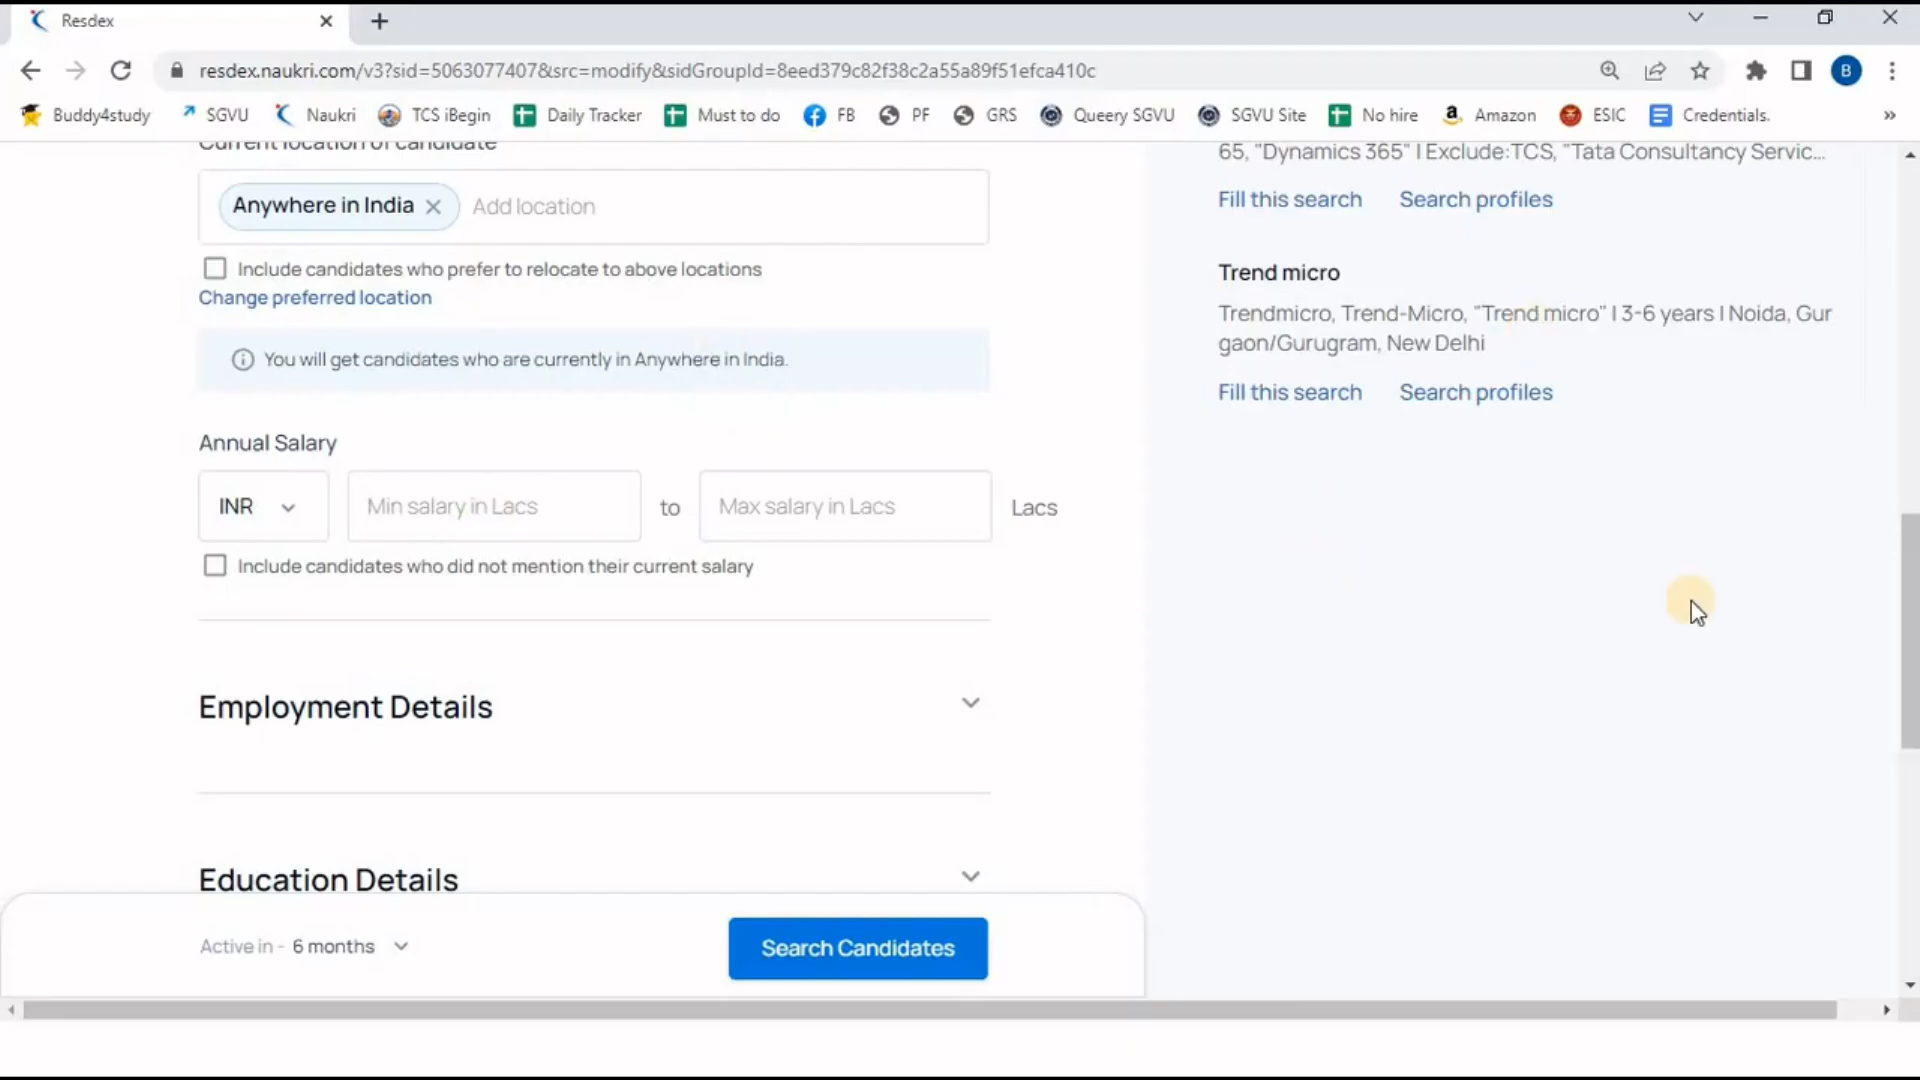 Resdex
resdex.naukri.com/v3?sid=5063077407&src=modify&sidGroupId=8eed379c82f38c2a55a89f51efca410c
B
Buddy4study SGVU Naukri TCS iBegin Daily Tracker Must to do FB PF GRS Queery SGVU SGVU Site No hire Amazon ESIC Credentials. »
Current location of candidate
Anywhere in India Add location
Include candidates who prefer to relocate to above locations
Change preferred location
You will get candidates who are currently in Anywhere in India.
Annual Salary
INR Min salary in Lacs to Max salary in Lacs Lacs
Include candidates who did not mention their current salary
Employment Details
Education Details
Active in - 6 months
Search Candidates
65, "Dynamics 365" | Exclude:TCS, "Tata Consultancy Servic...
Fill this search Search profiles
Trend micro
Trendmicro, Trend-Micro, "Trend micro" | 3-6 years | Noida, Gur
gaon/Gurugram, New Delhi
Fill this search Search profiles